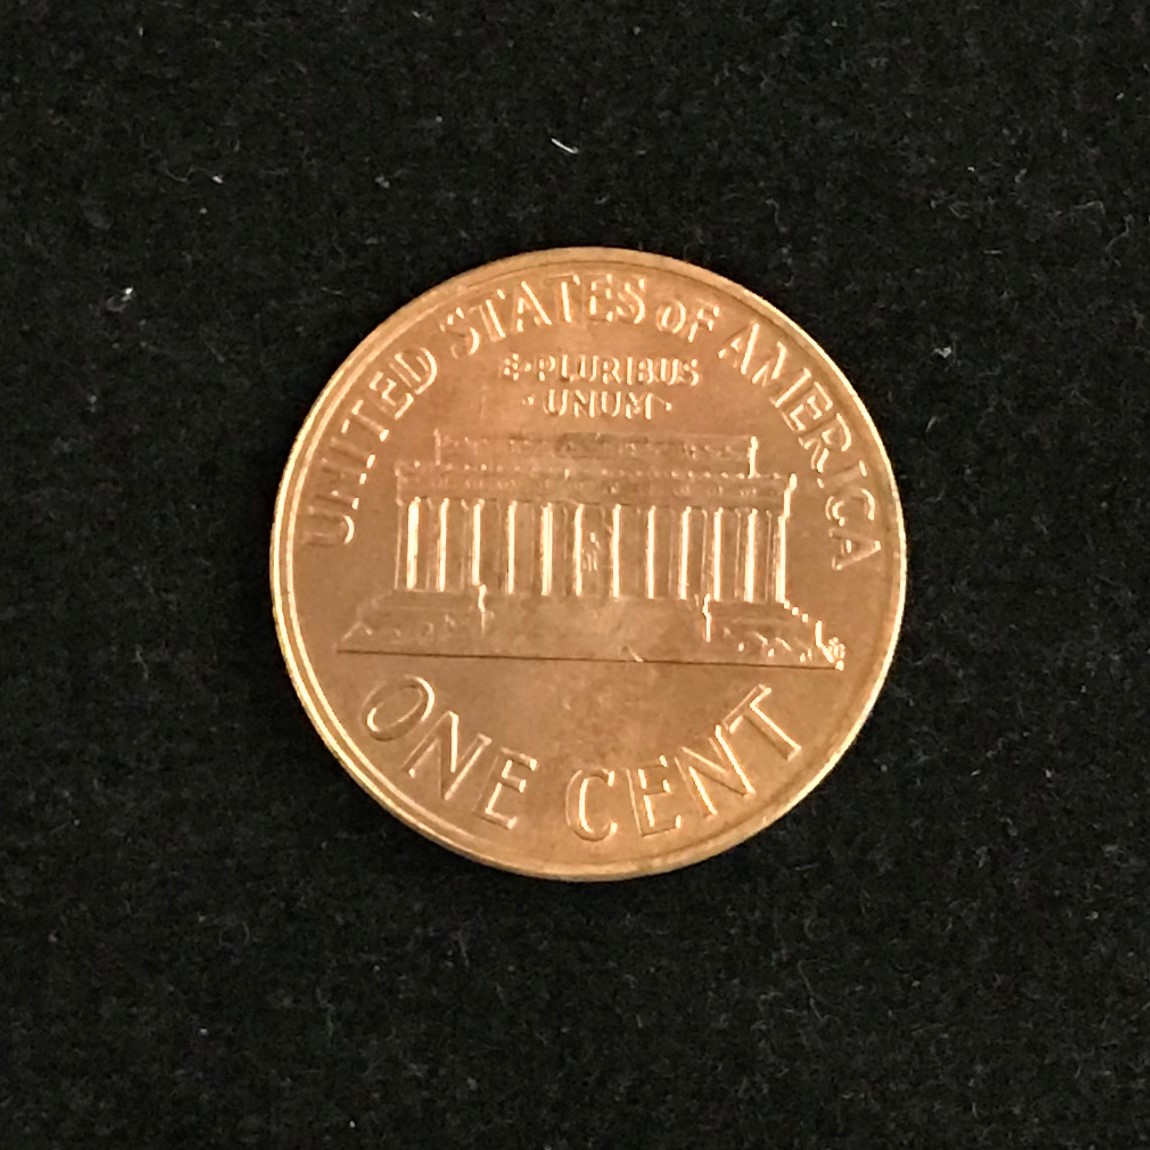 UNITED STATES OF AMERICA
E·PLURIBUS
·UNUM·
ONE CENT